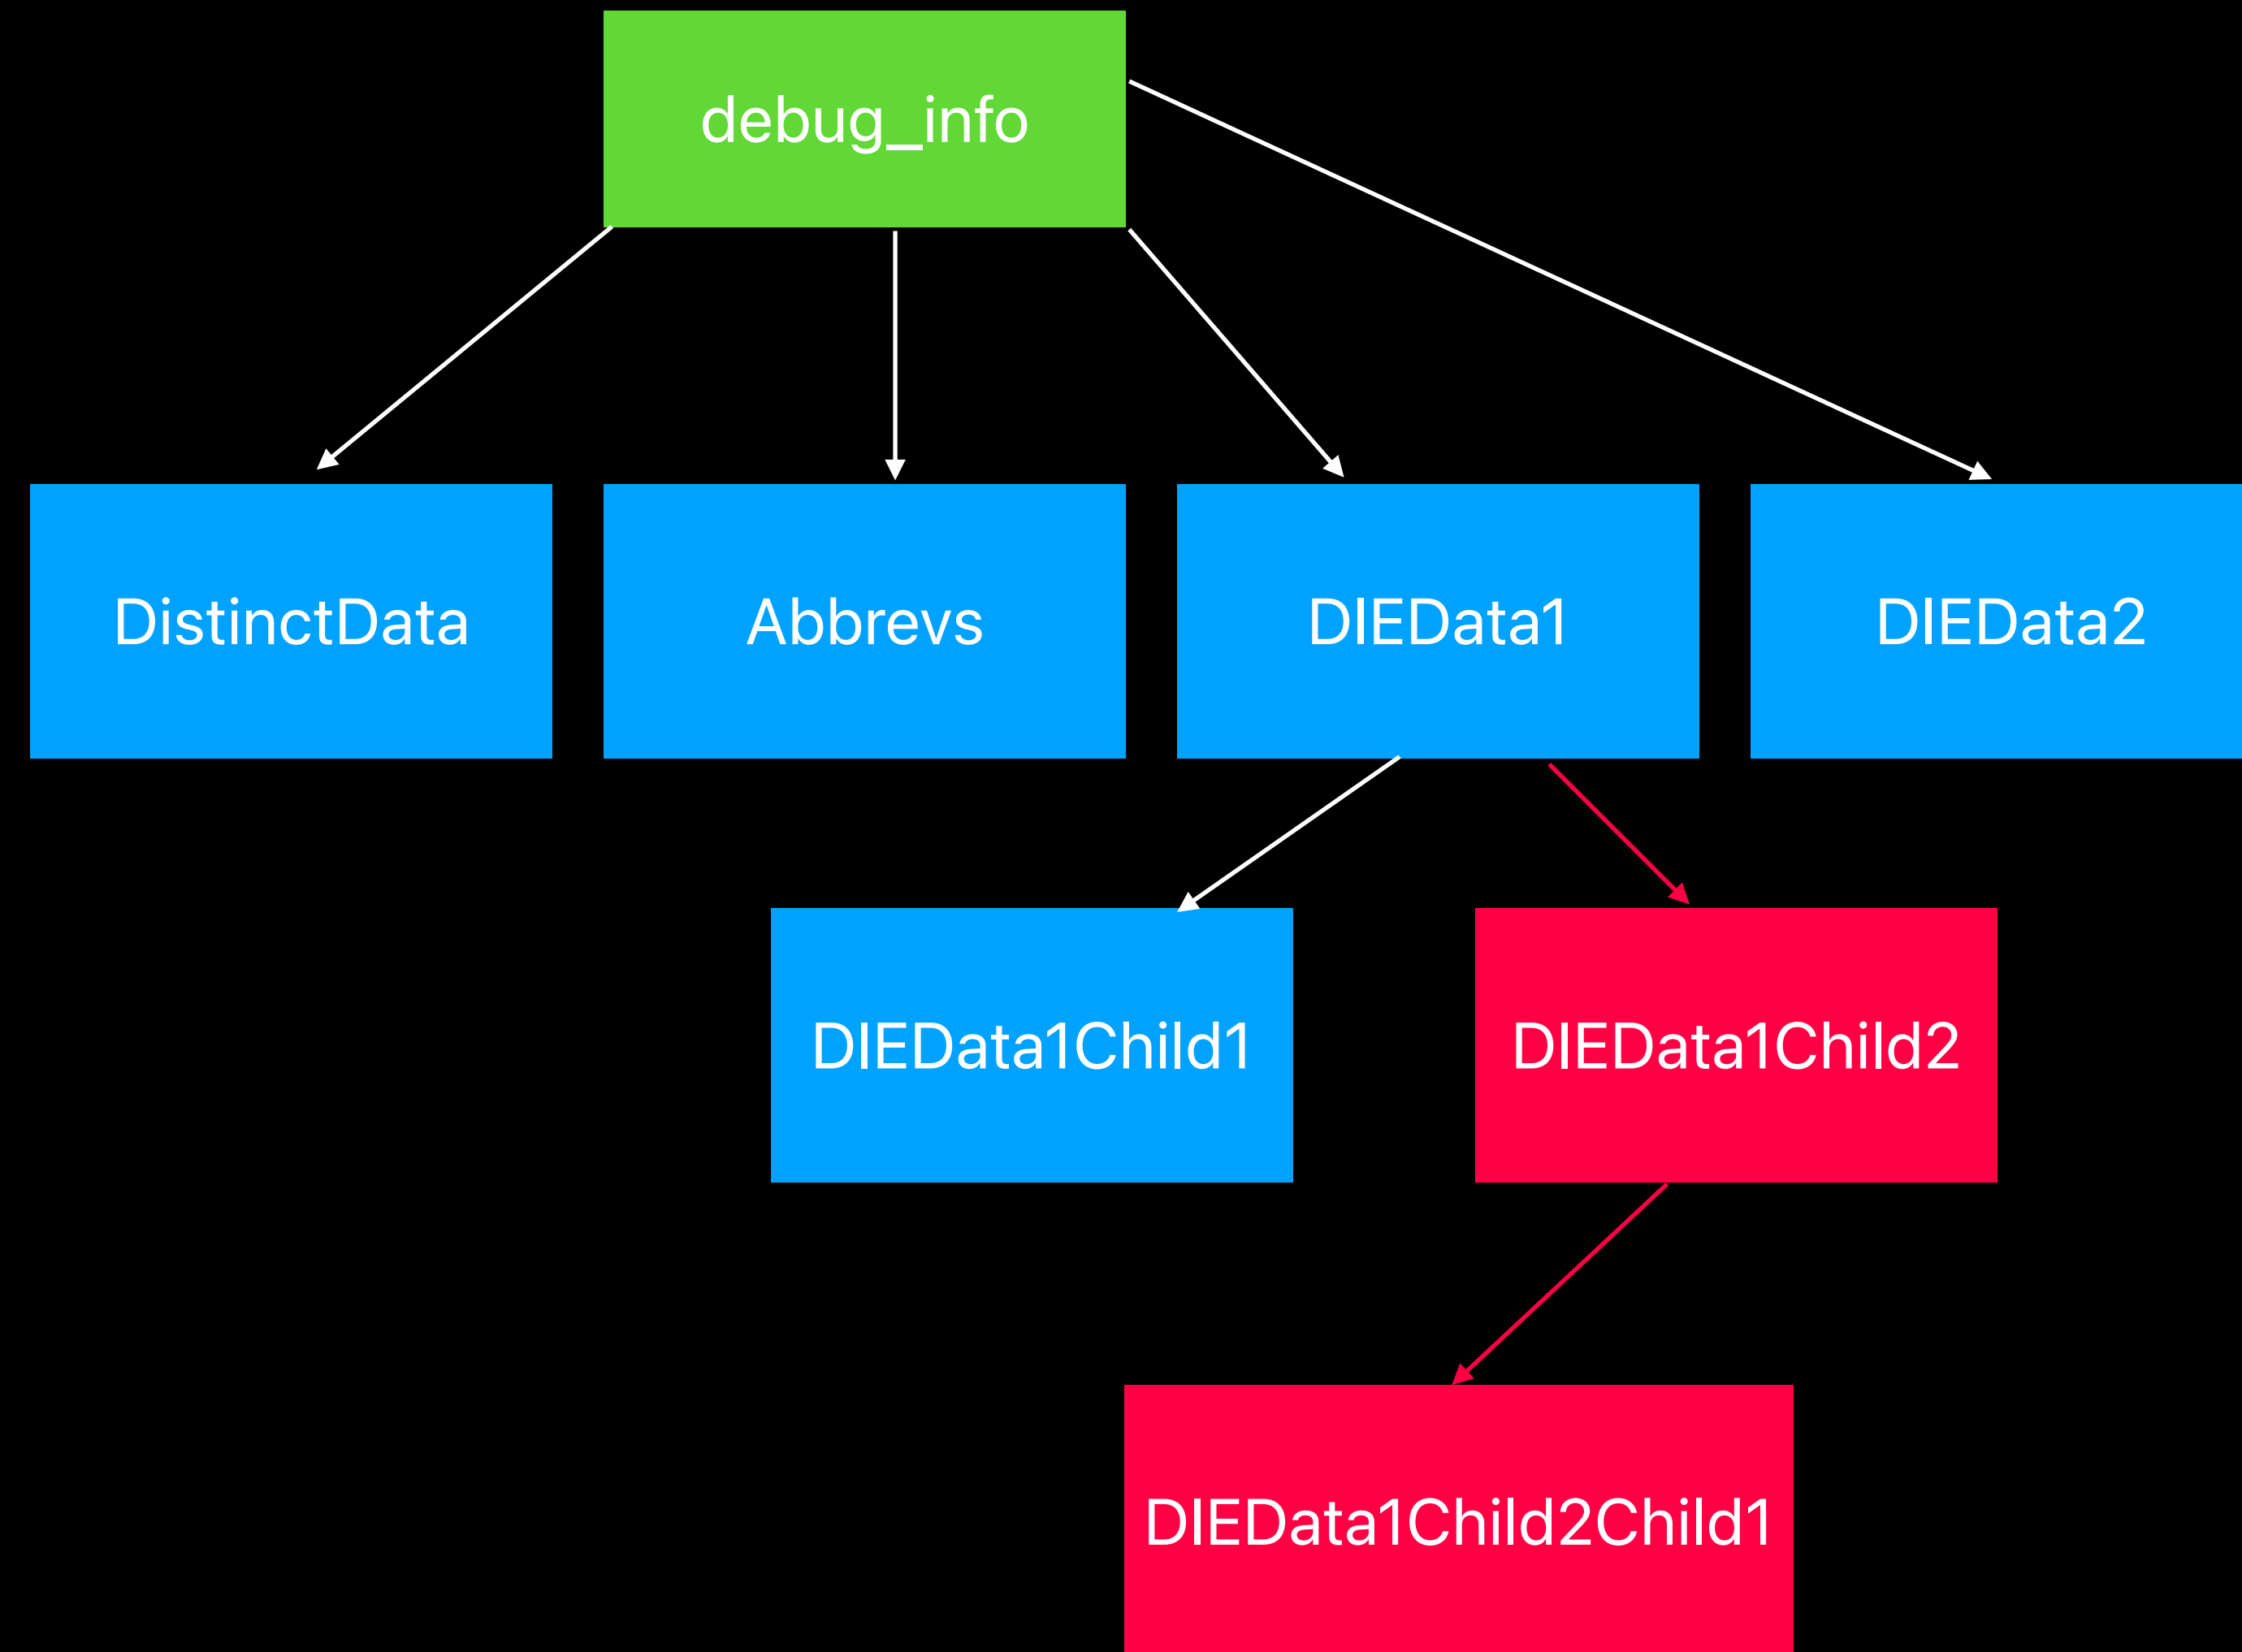 debug_info
DistinctData
Abbrevs
DIEData1
DIEData2
DIEData1Child1
DIEData1Child2
DIEData1Child2Child1